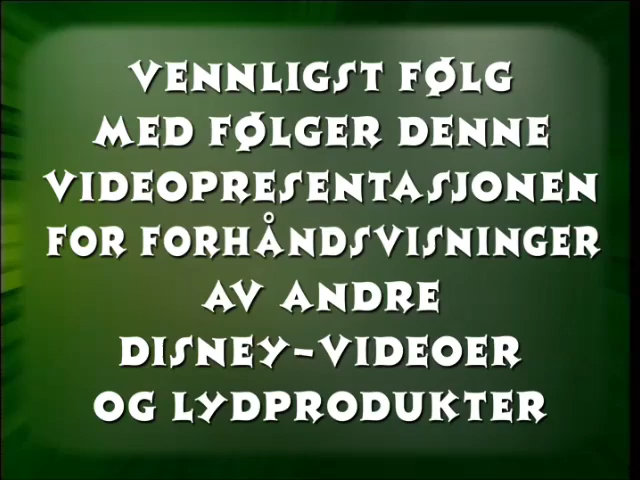 VENNLIGST FØLG
MED FØLGER DENNE
VIDEOPRESENTASJONEN
FOR FORHÅNDSVISNINGER
AV ANDRE
DISNEY-VIDEOER
OG LYDPRODUKTER